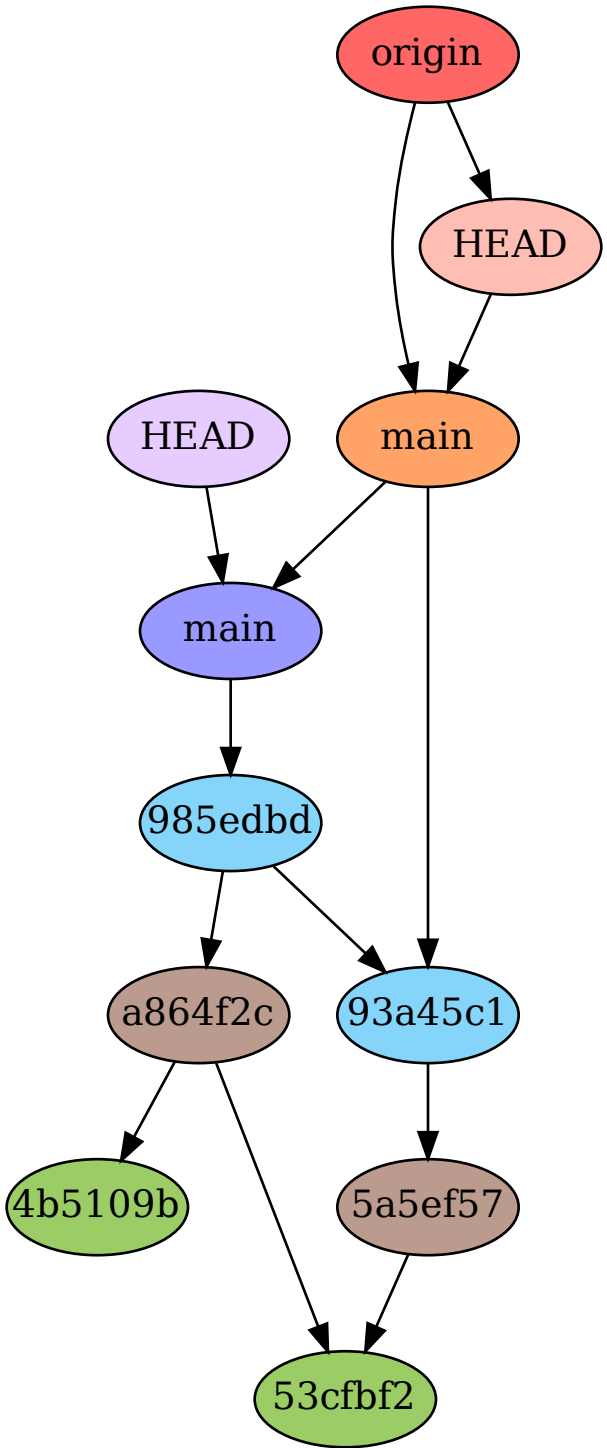 origin
HEAD
HEAD
main
main
985edbd
a864f2c
93a45c1
4b5109b
5a5ef57
53cfbf2